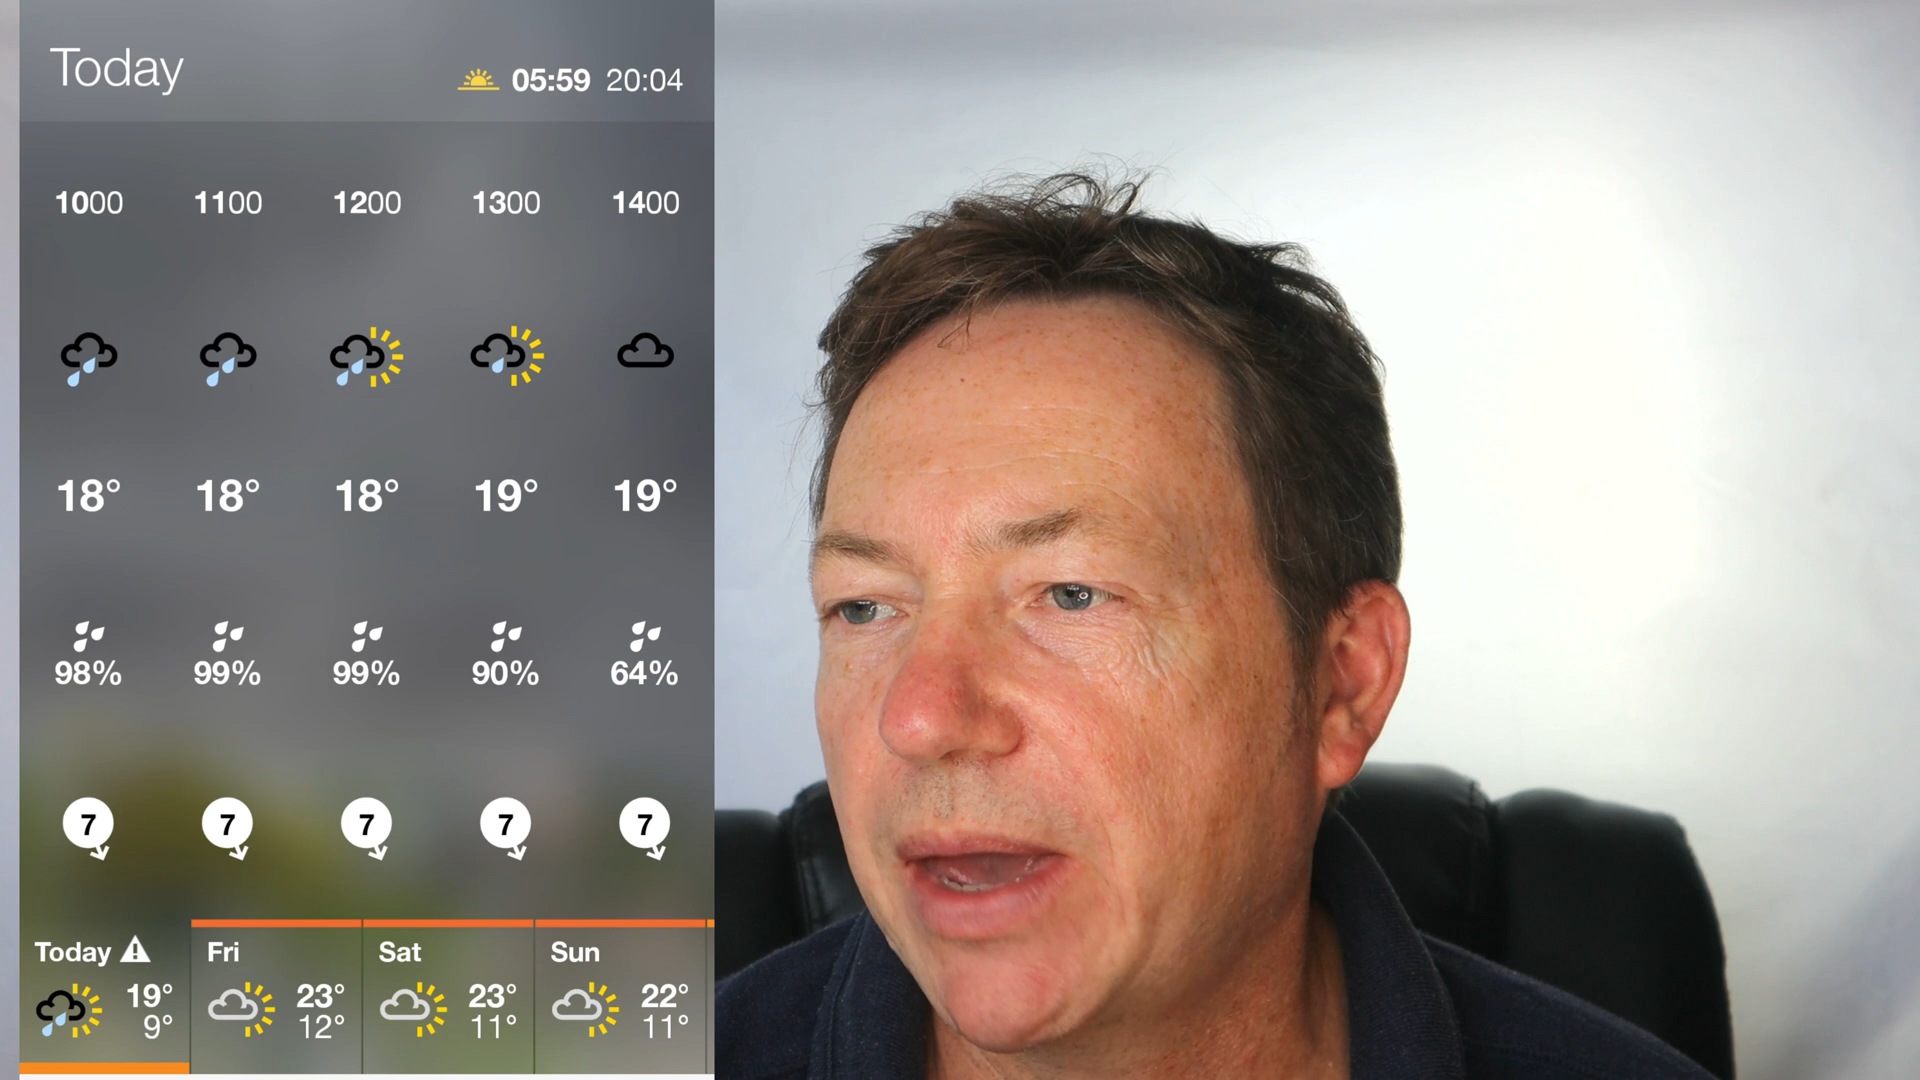 Today 05:59 20:04
1000 1100 1200 1300 1400
18° 18° 18° 19° 19°
98% 99% 99% 90% 64%
7 7 7 7 7
Today Fri Sat Sun
19° 23° 23° 22°
9° 12° 11° 11°